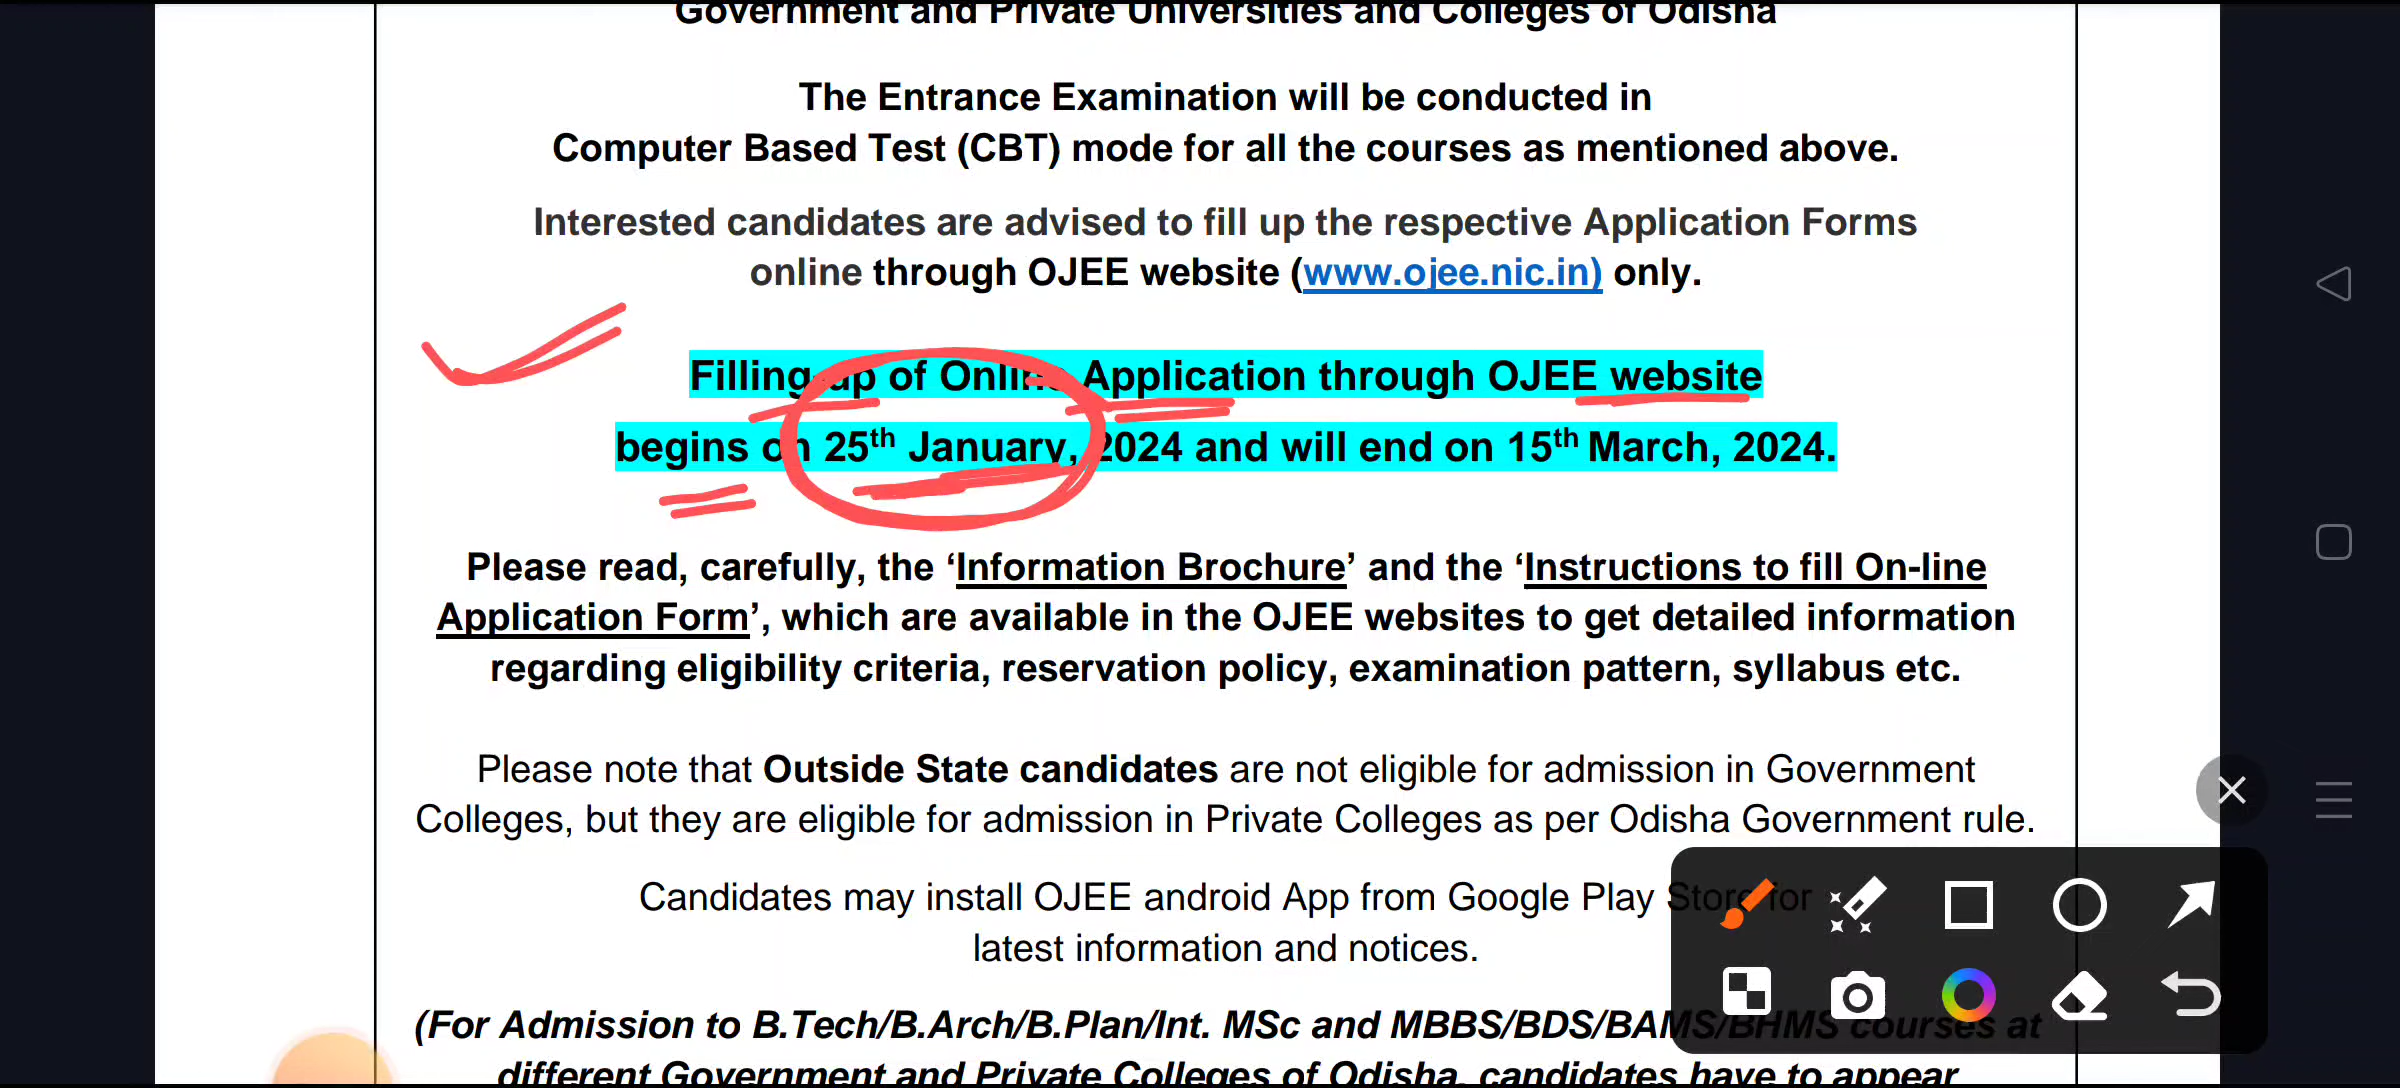 Government and Private Universities and Colleges of Odisha
The Entrance Examination will be conducted in
Computer Based Test (CBT) mode for all the courses as mentioned above.
Interested candidates are advised to fill up the respective Application Forms
online through OJEE website (www.ojee.nic.in) only.
Filling-up of Online Application through OJEE website
begins on 25th January, 2024 and will end on 15th March, 2024.
Please read, carefully, the ‘Information Brochure’ and the ‘Instructions to fill On-line
Application Form’, which are available in the OJEE websites to get detailed information
regarding eligibility criteria, reservation policy, examination pattern, syllabus etc.
Please note that Outside State candidates are not eligible for admission in Government
Colleges, but they are eligible for admission in Private Colleges as per Odisha Government rule.
Candidates may install OJEE android App from Google Play Store for
latest information and notices.
(For Admission to B.Tech/B.Arch/B.Plan/Int. MSc and MBBS/BDS/BAMS/BHMS courses at
different Government and Private Colleges of Odisha, candidates have to appear